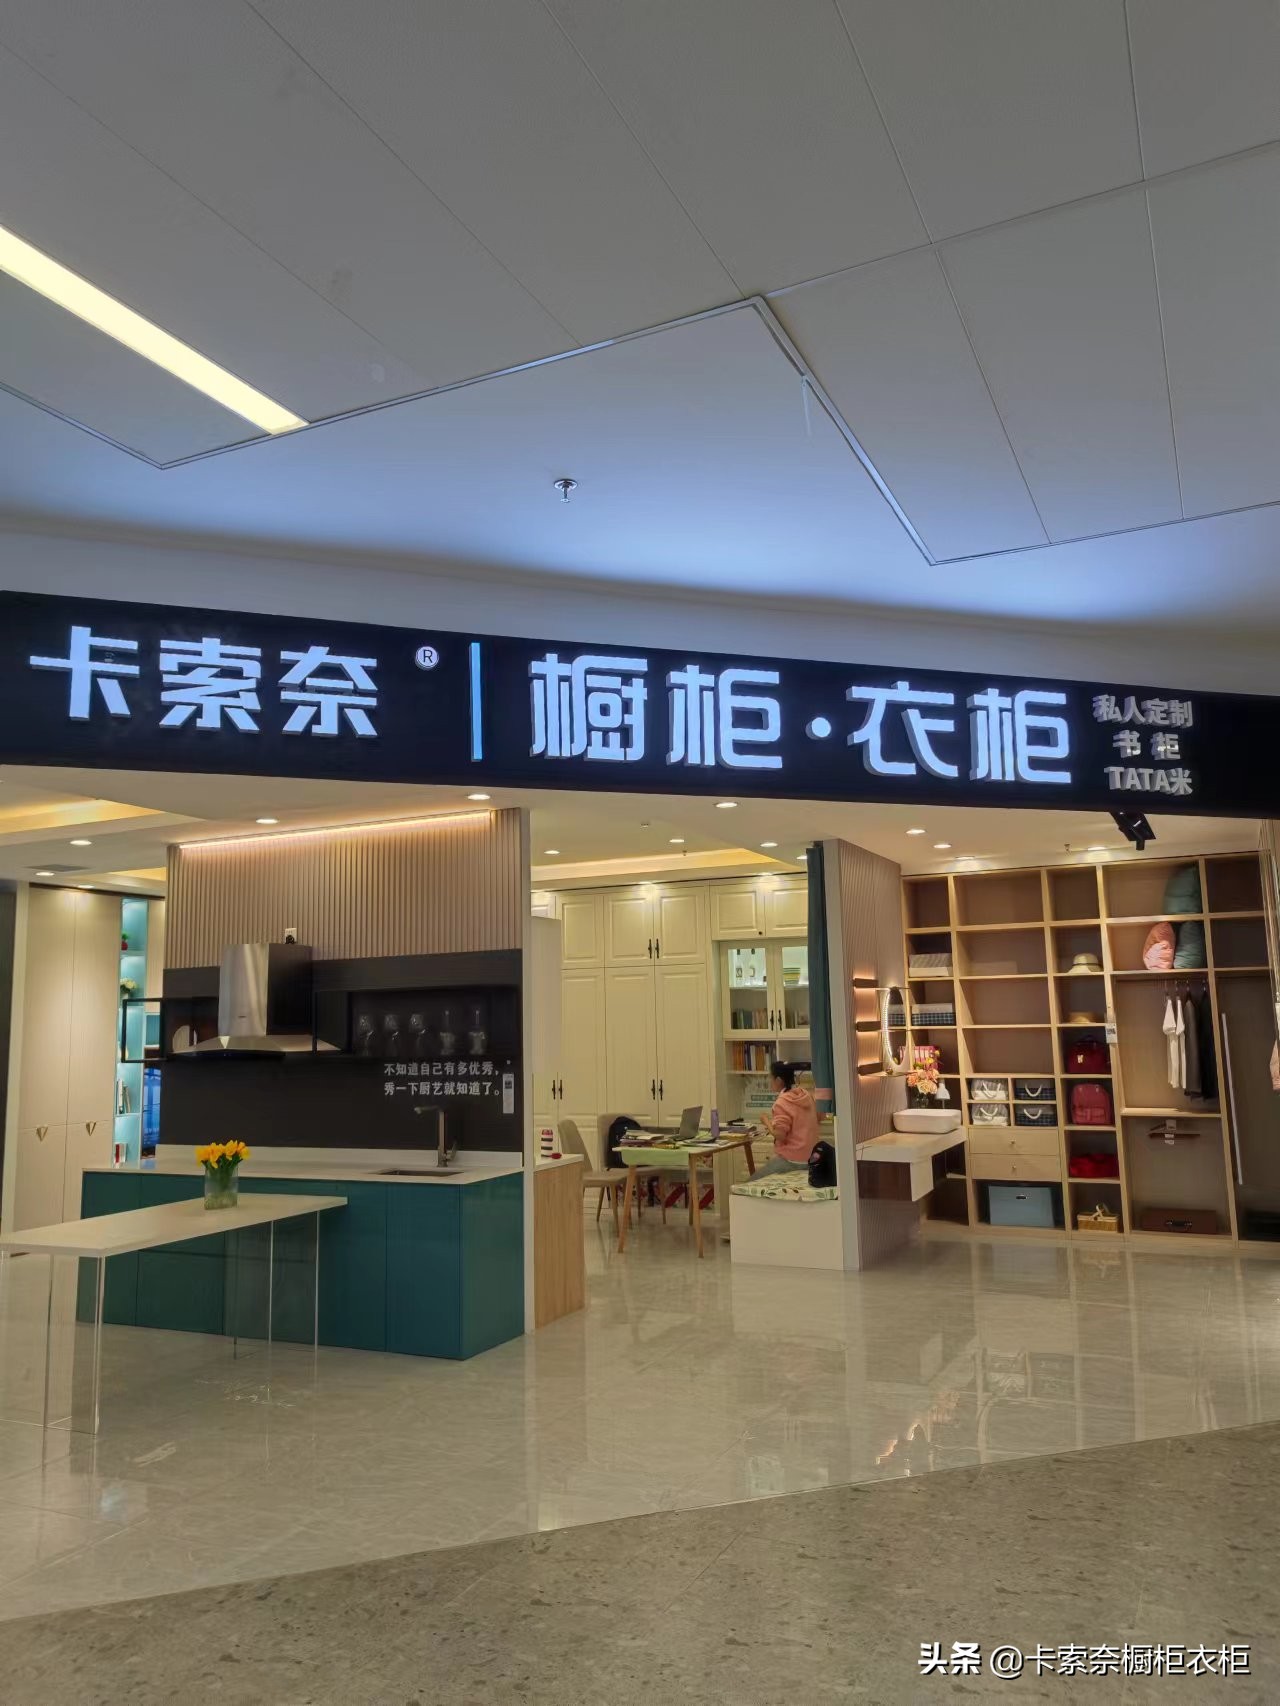 卡索奈® | 橱柜·衣柜
私人定制
书柜
TATA米
不知道自己有多优秀，
秀一下厨艺就知道了。
头条 @卡索奈橱柜衣柜